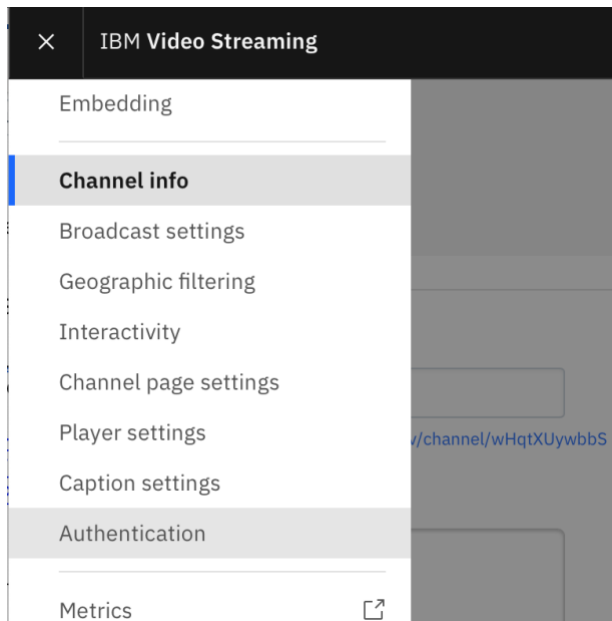 IBM Video Streaming
Embedding
Channel info
Broadcast settings
Geographic filtering
Interactivity
Channel page settings
Player settings
v/channel/wHqtXUywbbS
Caption settings
Authentication
Metrics